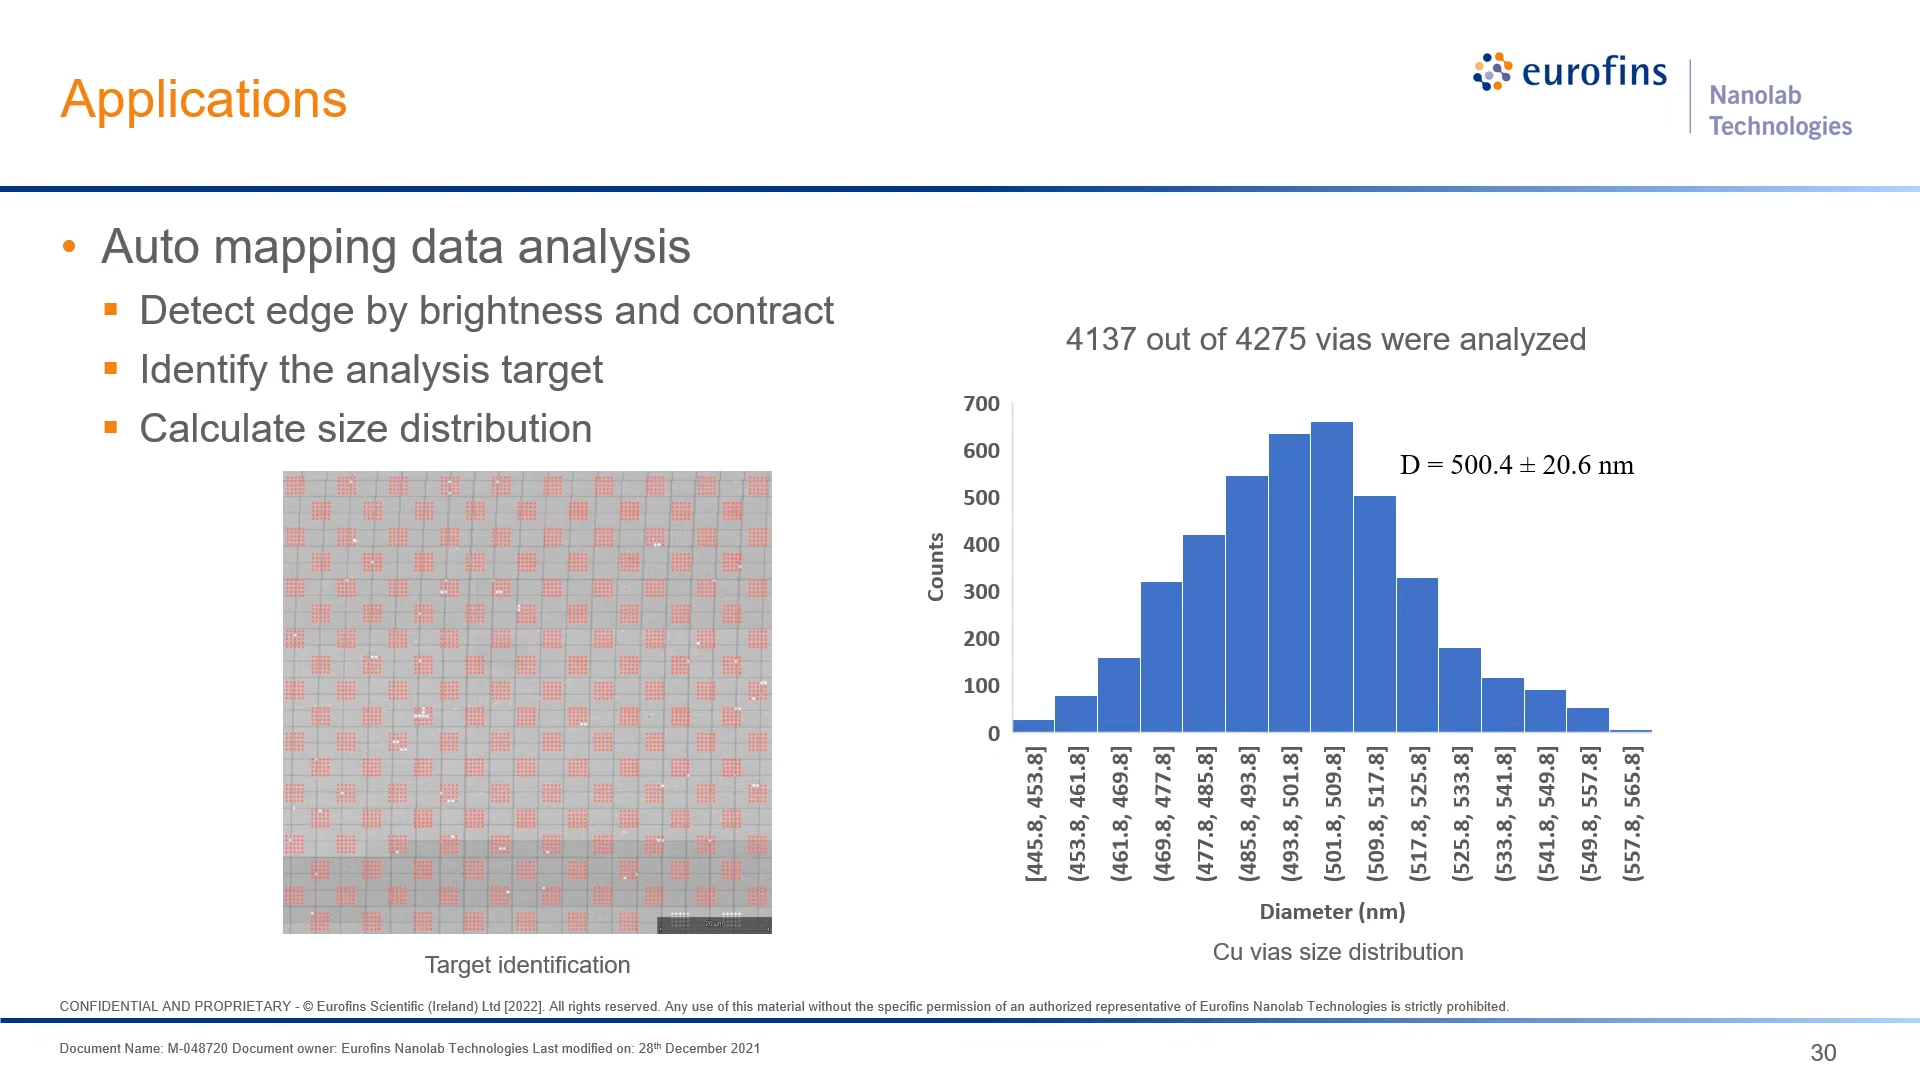 Applications
eurofins
Nanolab
Technologies
• Auto mapping data analysis
▪ Detect edge by brightness and contract
▪ Identify the analysis target
▪ Calculate size distribution
20 µm
Target identification
4137 out of 4275 vias were analyzed
D = 500.4 ± 20.6 nm
Counts
700
600
500
400
300
200
100
0
[445.8, 453.8]
(453.8, 461.8]
(461.8, 469.8]
(469.8, 477.8]
(477.8, 485.8]
(485.8, 493.8]
(493.8, 501.8]
(501.8, 509.8]
(509.8, 517.8]
(517.8, 525.8]
(525.8, 533.8]
(533.8, 541.8]
(541.8, 549.8]
(549.8, 557.8]
(557.8, 565.8]
Diameter (nm)
Cu vias size distribution
CONFIDENTIAL AND PROPRIETARY - © Eurofins Scientific (Ireland) Ltd [2022]. All rights reserved. Any use of this material without the specific permission of an authorized representative of Eurofins Nanolab Technologies is strictly prohibited.
Document Name: M-048720 Document owner: Eurofins Nanolab Technologies Last modified on: 28th December 2021
30